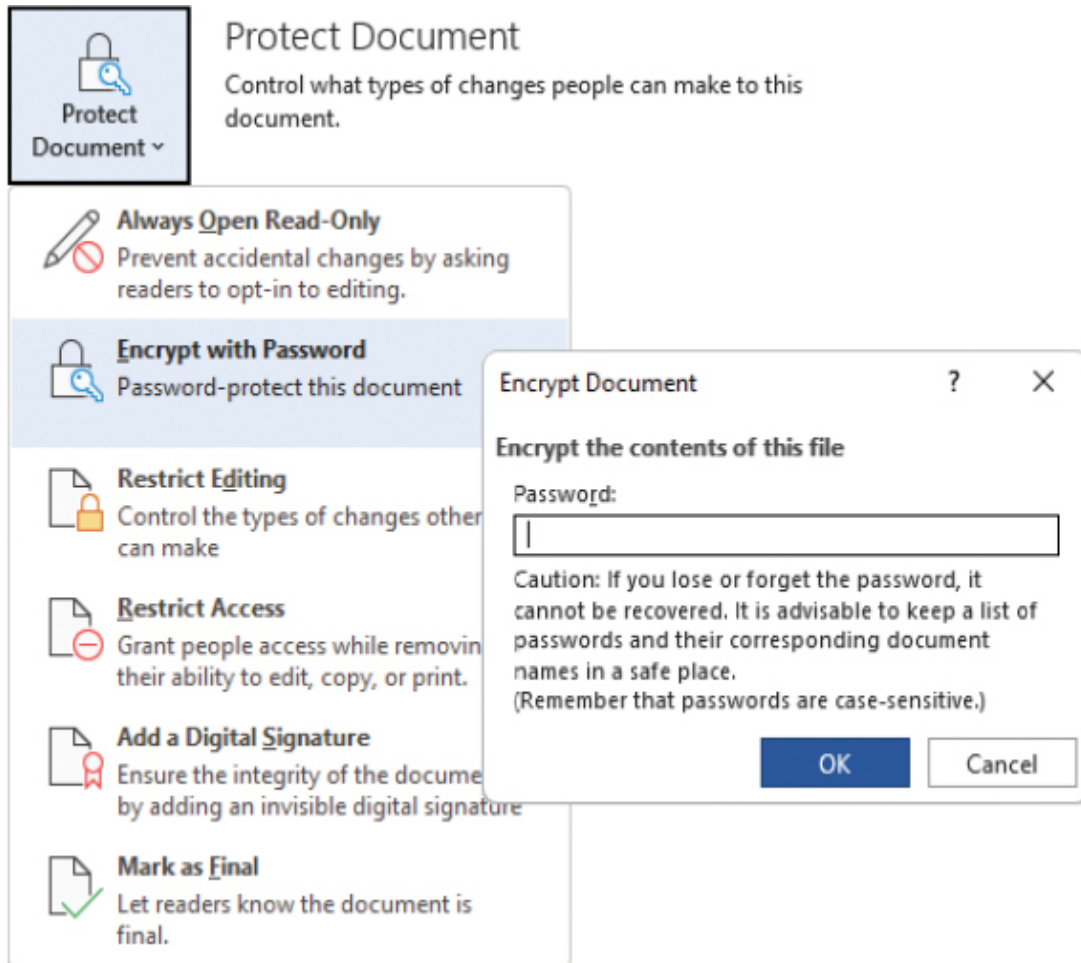 Protect
Document
Protect Document
Control what types of changes people can make to this
document.
Always Open Read-Only
Prevent accidental changes by asking
readers to opt-in to editing.
Encrypt with Password
Password-protect this document
Restrict Editing
Control the types of changes other
can make
Restrict Access
Grant people access while removin
their ability to edit, copy, or print.
Add a Digital Signature
Ensure the integrity of the docume
by adding an invisible digital signature
Mark as Final
Let readers know the document is
final.
Encrypt Document ?
Encrypt the contents of this file
Password:
Caution: If you lose or forget the password, it
cannot be recovered. It is advisable to keep a list of
passwords and their corresponding document
names in a safe place.
(Remember that passwords are case-sensitive.)
OK Cancel